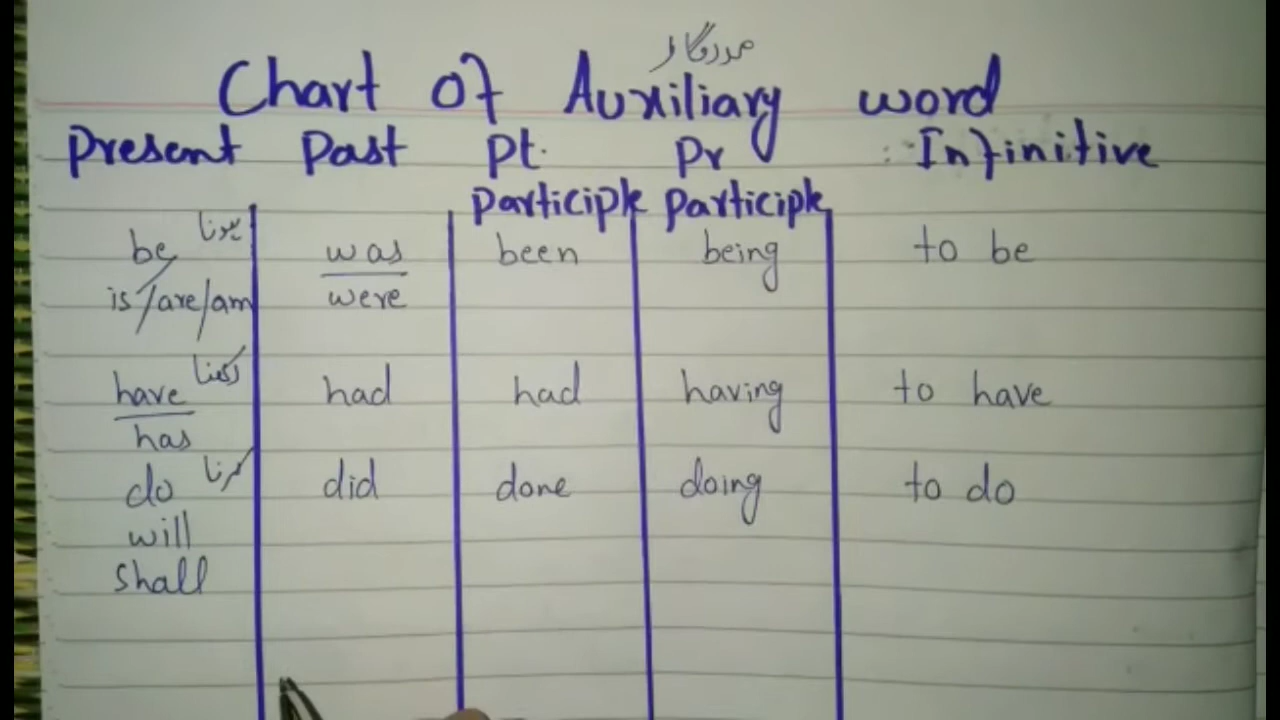 مددگار
Chart of Auxiliary word
Present Past Pt. Pr Infinitive
participle participle
be ہونا was been being to be
is/are/am were
have رکھنا had had having to have
has
do کرنا did done doing to do
will
shall